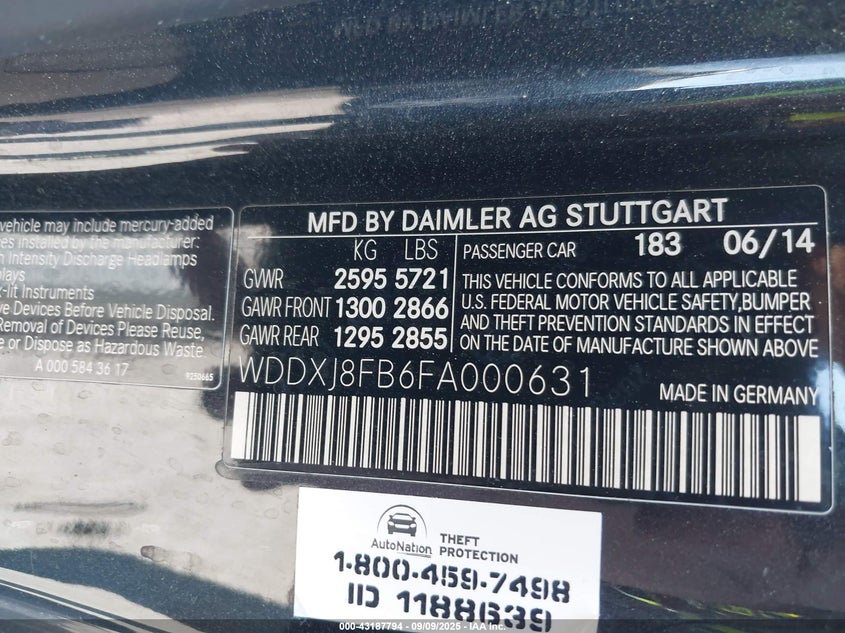 vehicle may include mercury-added
installed by the manufacturer:
Intensity Discharge Headlamps
-lit Instruments
Devices Before Vehicle Disposal.
Removal of Devices Please Reuse,
or Dispose as Hazardous Waste
A 000 584 36 17
9250665
MFD BY DAIMLER AG STUTTGART
KG LBS
GVWR 2595 5721
GAWR FRONT 1300 2866
GAWR REAR 1295 2855
PASSENGER CAR 183 06/14
THIS VEHICLE CONFORMS TO ALL APPLICABLE
U.S. FEDERAL MOTOR VEHICLE SAFETY,BUMPER
AND THEFT PREVENTION STANDARDS IN EFFECT
ON THE DATE OF MANUFACTURE SHOWN ABOVE
WDDXJ8FB6FA000631
MADE IN GERMANY
AutoNation
THEFT
PROTECTION
1-800-459-7498
IID 1188639
000-43187794 - 09/09/2025 - IAA Inc.